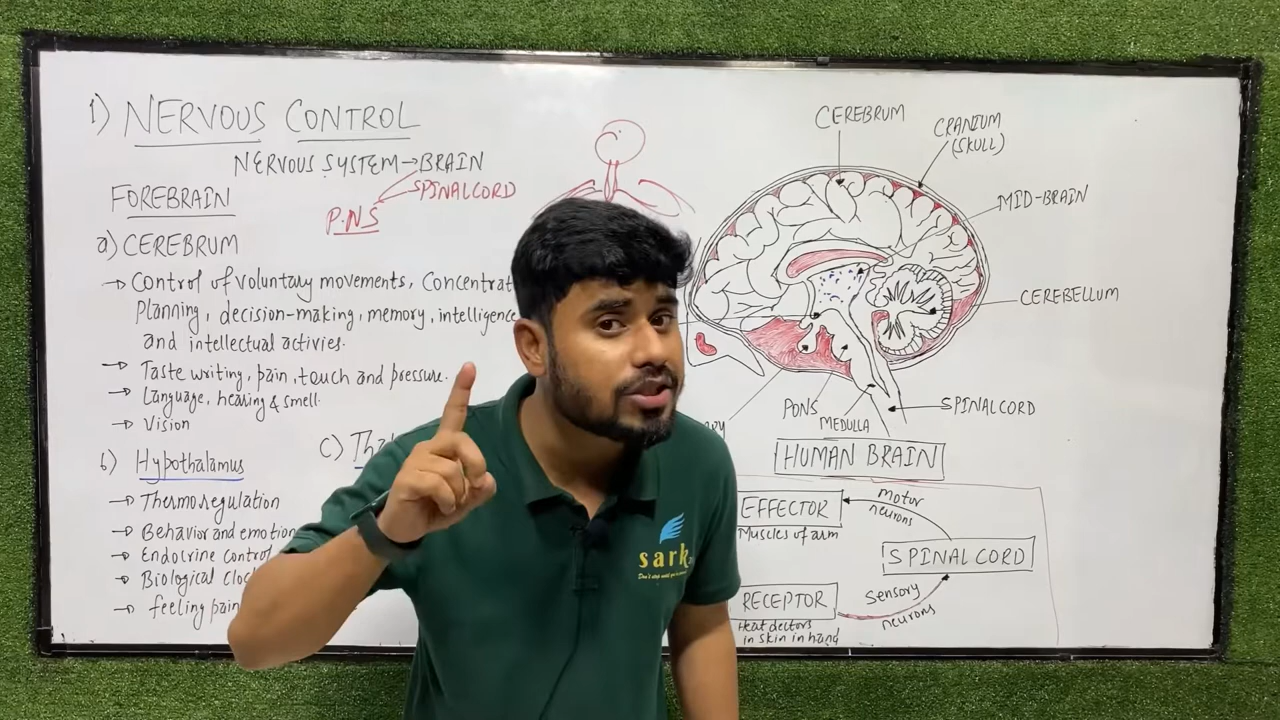 1) NERVOUS CONTROL
NERVOUS SYSTEM → BRAIN
SPINALCORD
P.NS
FOREBRAIN
a) CEREBRUM
→ Control of voluntary movements, Concentrat
Planning, decision-making, memory, intelligence
and intellectual activies.
→ Taste writing, pain, touch and pressure.
→ Language, hearing & smell.
→ Vision
b) Hypothalamus
→ Thermoregulation
→ Behavior and emotion
→ Endocrine control
→ Biological Cloc
→ feeling pain
c) Tha
CEREBRUM
CRANIUM
(SKULL)
MID-BRAIN
CEREBELLUM
SPINALCORD
PONS
MEDULLA
HUMAN BRAIN
EFFECTOR
Muscles of arm
motor
neurons
SPINAL CORD
RECEPTOR
Heat dectors
in skin in hand
Sensory
neurons
sark